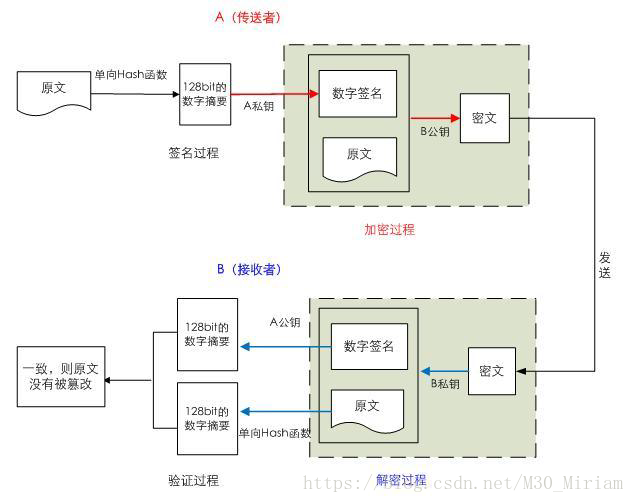 A（传送者）
原文
单向Hash函数
128bit的
数字摘要
A私钥
数字签名
原文
B公钥
密文
签名过程
加密过程
发
送
B（接收者）
128bit的
数字摘要
A公钥
数字签名
一致，则原文
没有被篡改
B私钥
密文
128bit的
数字摘要
单向Hash函数
原文
验证过程
解密过程
https://blog.csdn.net/M30_Miriam